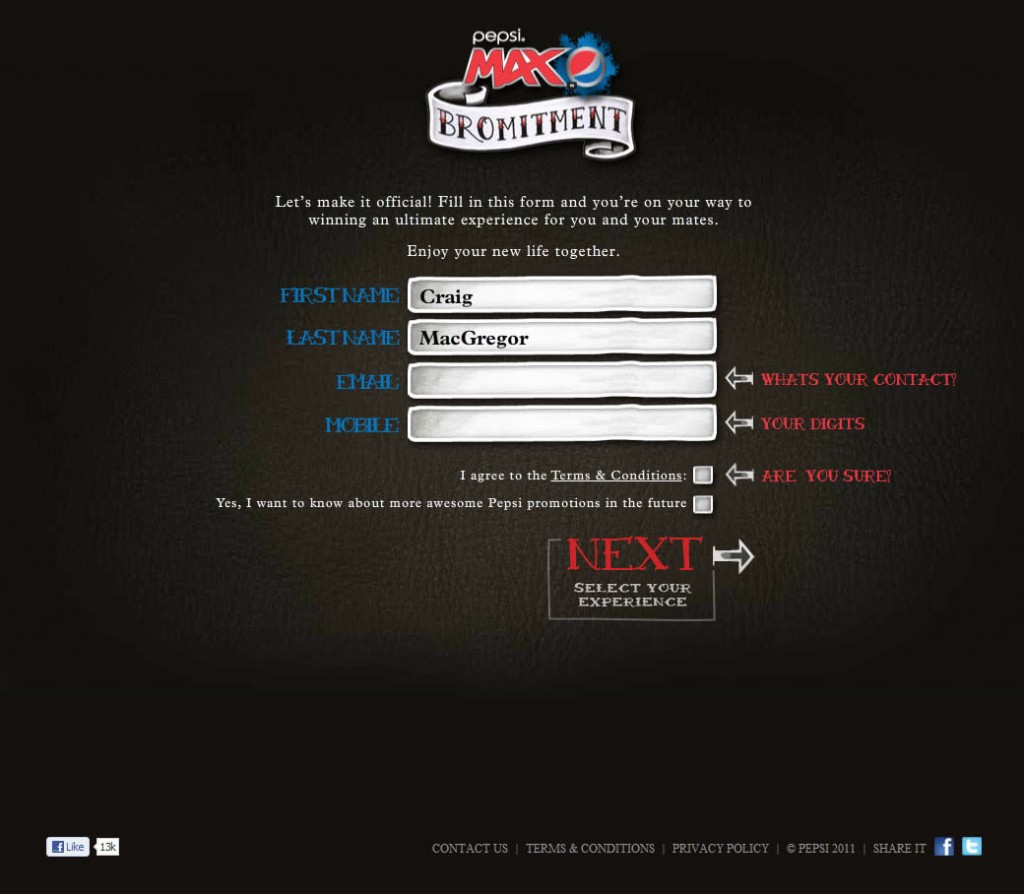 pepsi.
MAX
BROMITMENT
Let's make it official! Fill in this form and you're on your way to
winning an ultimate experience for you and your mates.
Enjoy your new life together.
FIRST NAME Craig
LAST NAME MacGregor
EMAIL WHATS YOUR CONTACT?
MOBILE YOUR DIGITS
I agree to the Terms & Conditions: ARE YOU SURE?
Yes, I want to know about more awesome Pepsi promotions in the future
NEXT
SELECT YOUR
EXPERIENCE
Like 13k CONTACT US | TERMS & CONDITIONS | PRIVACY POLICY | © PEPSI 2011 | SHARE IT